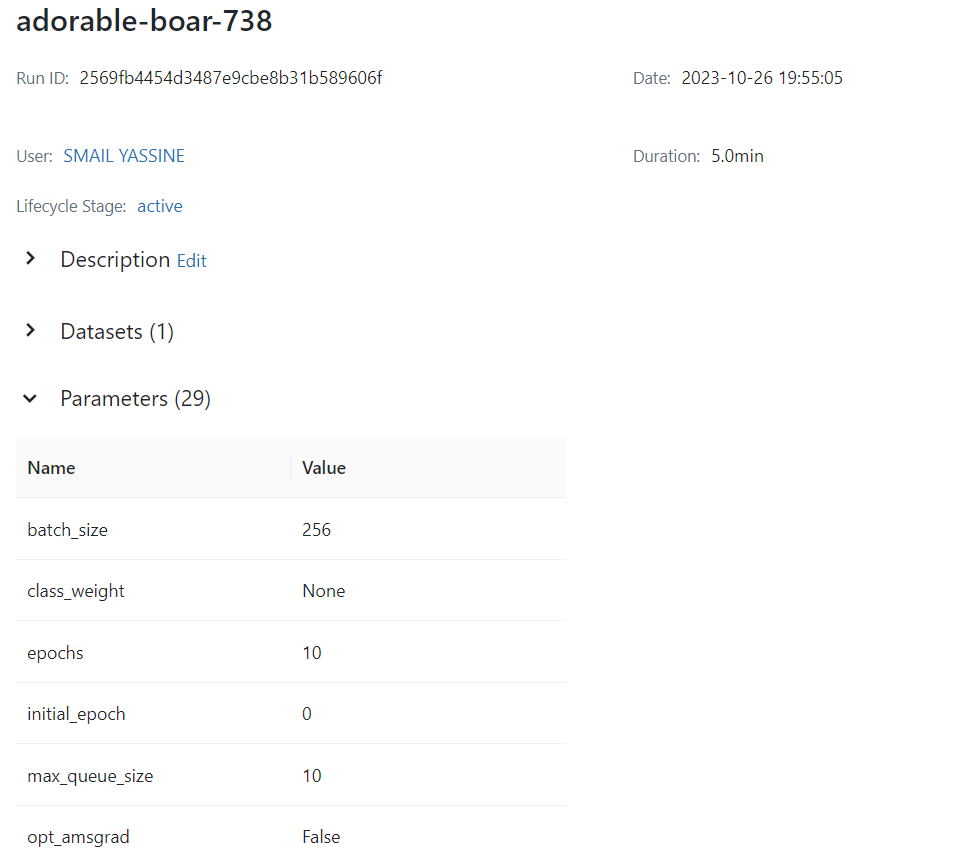 adorable-boar-738
Run ID: 2569fb4454d3487e9cbe8b31b589606f Date: 2023-10-26 19:55:05
User: SMAIL YASSINE Duration: 5.0min
Lifecycle Stage: active
Description Edit
Datasets (1)
Parameters (29)
Name Value
batch_size 256
class_weight None
epochs 10
initial_epoch 0
max_queue_size 10
opt_amsgrad False